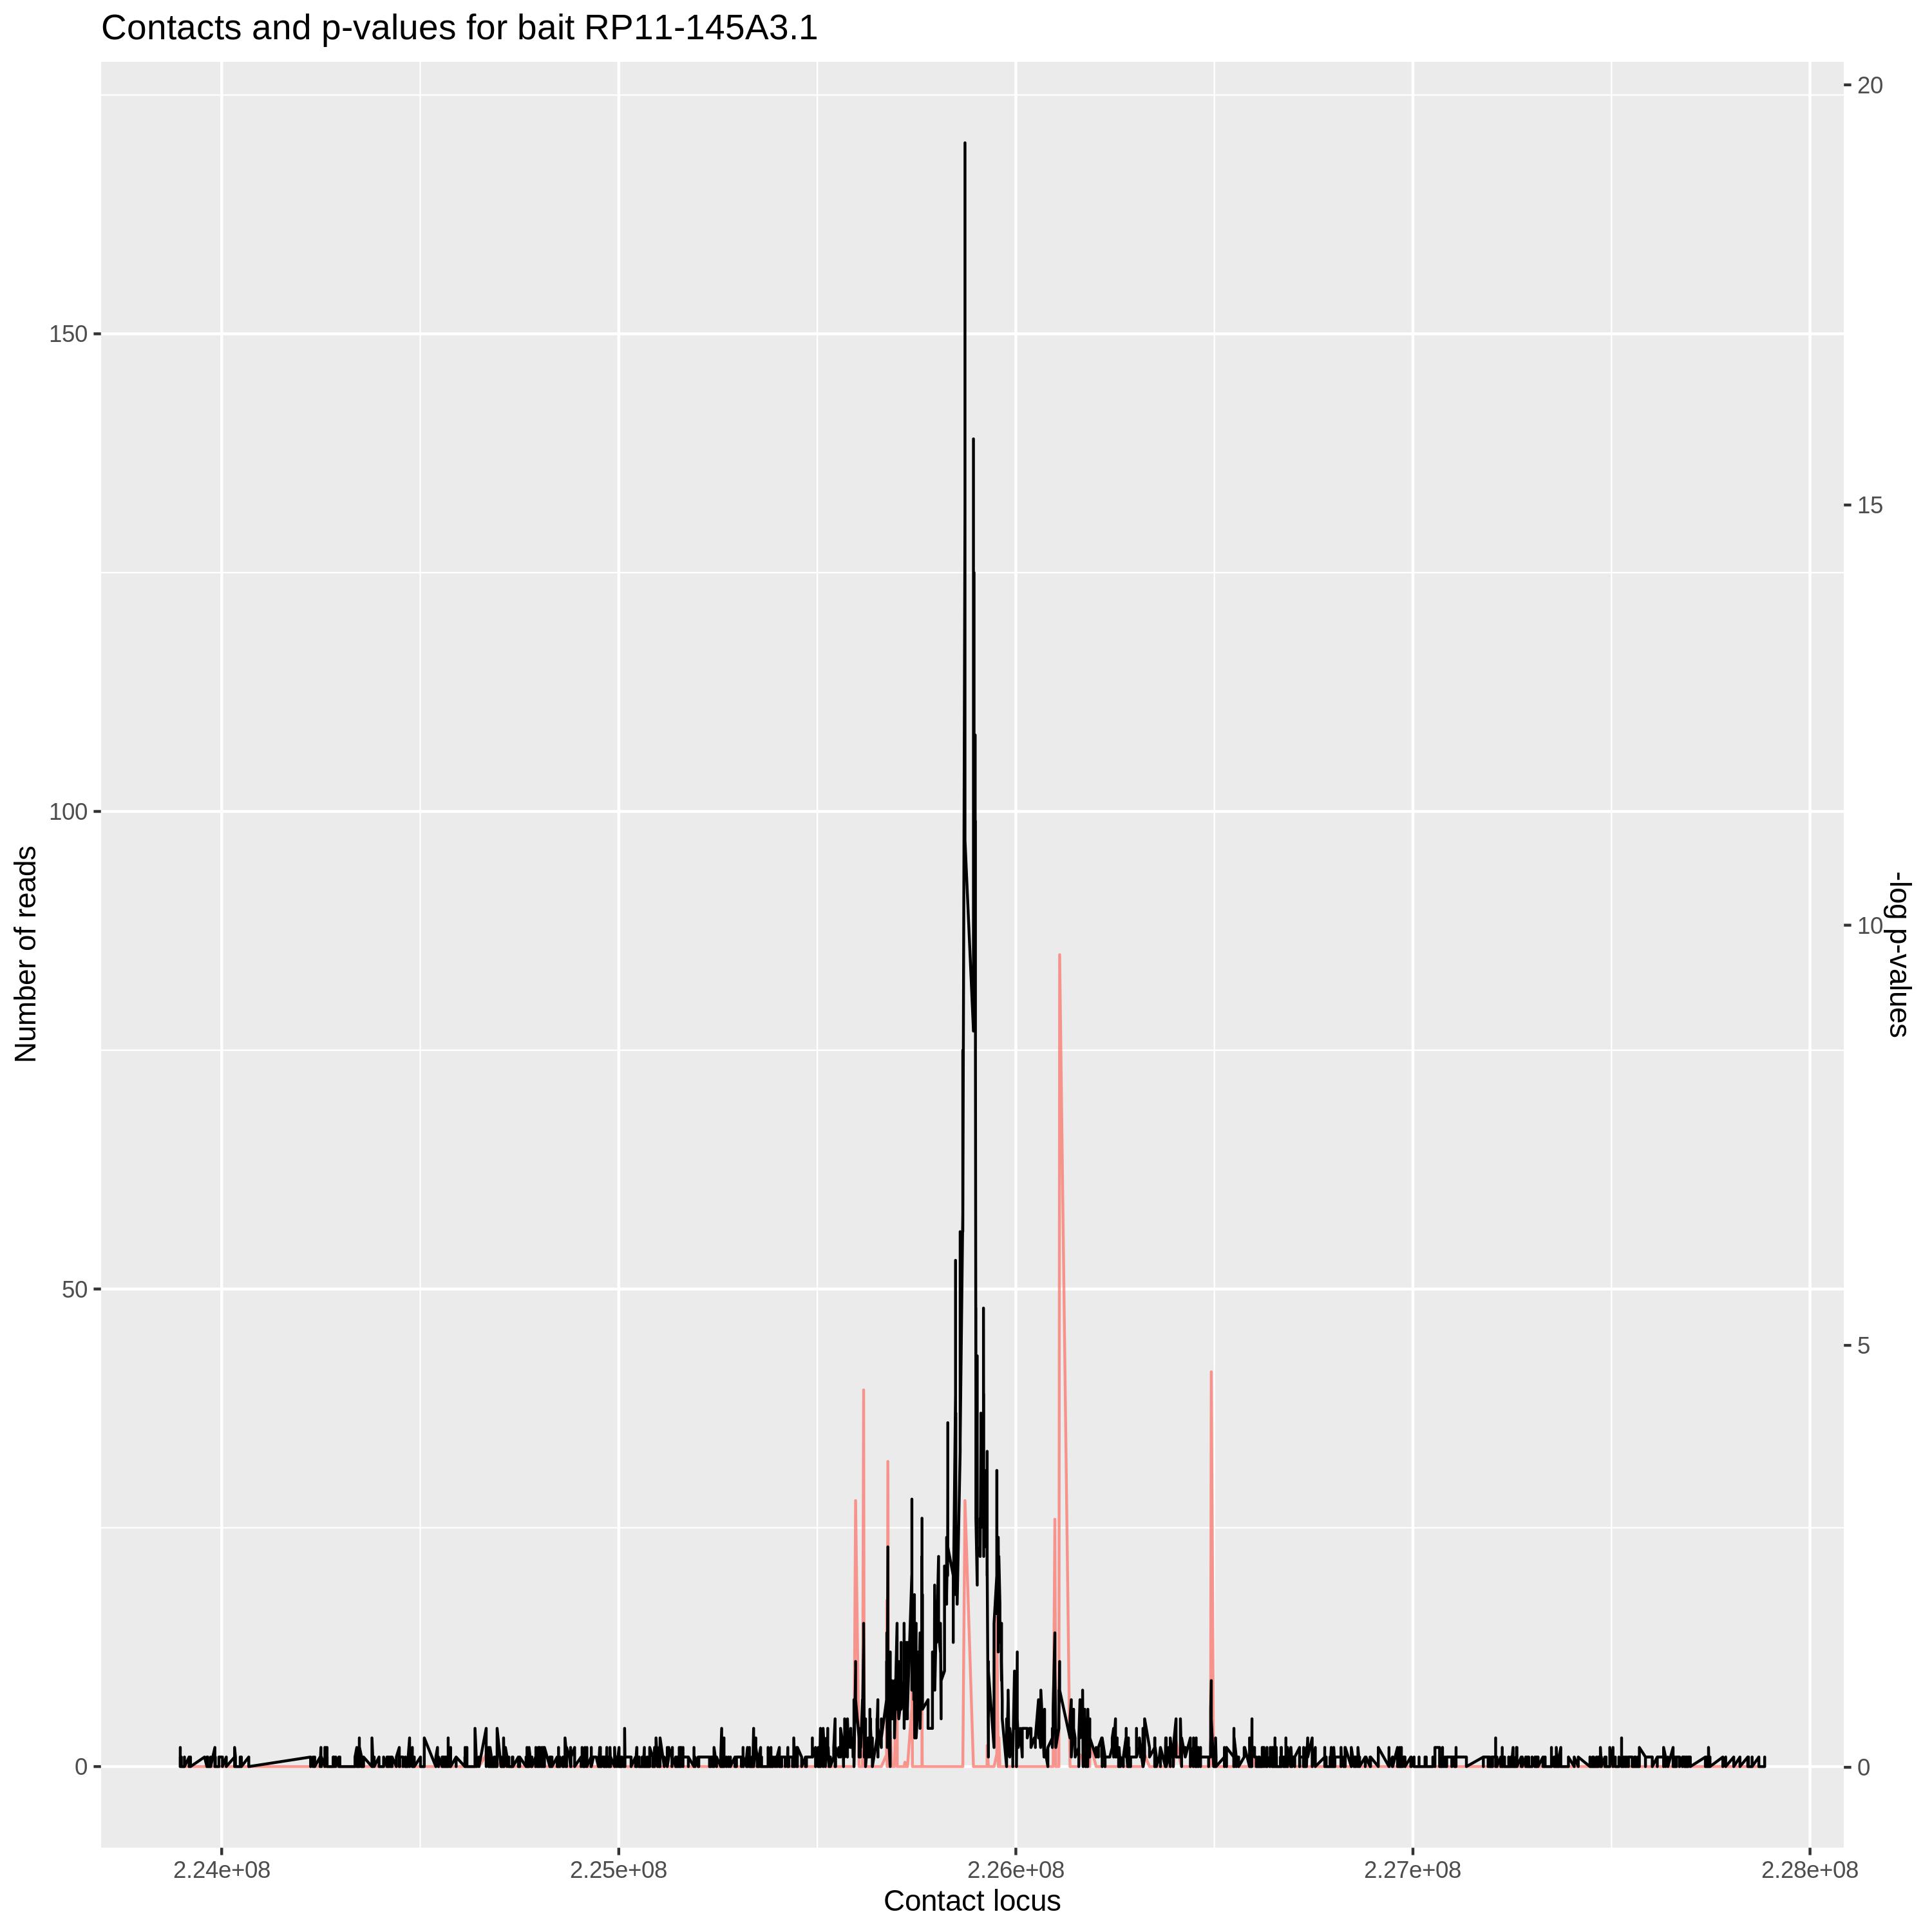 Contacts and p-values for bait RP11-145A3.1
20
150
15
100
Number of reads
10
-log p-values
50
5
0
0
2.24e+08
2.25e+08
2.26e+08
2.27e+08
2.28e+08
Contact locus